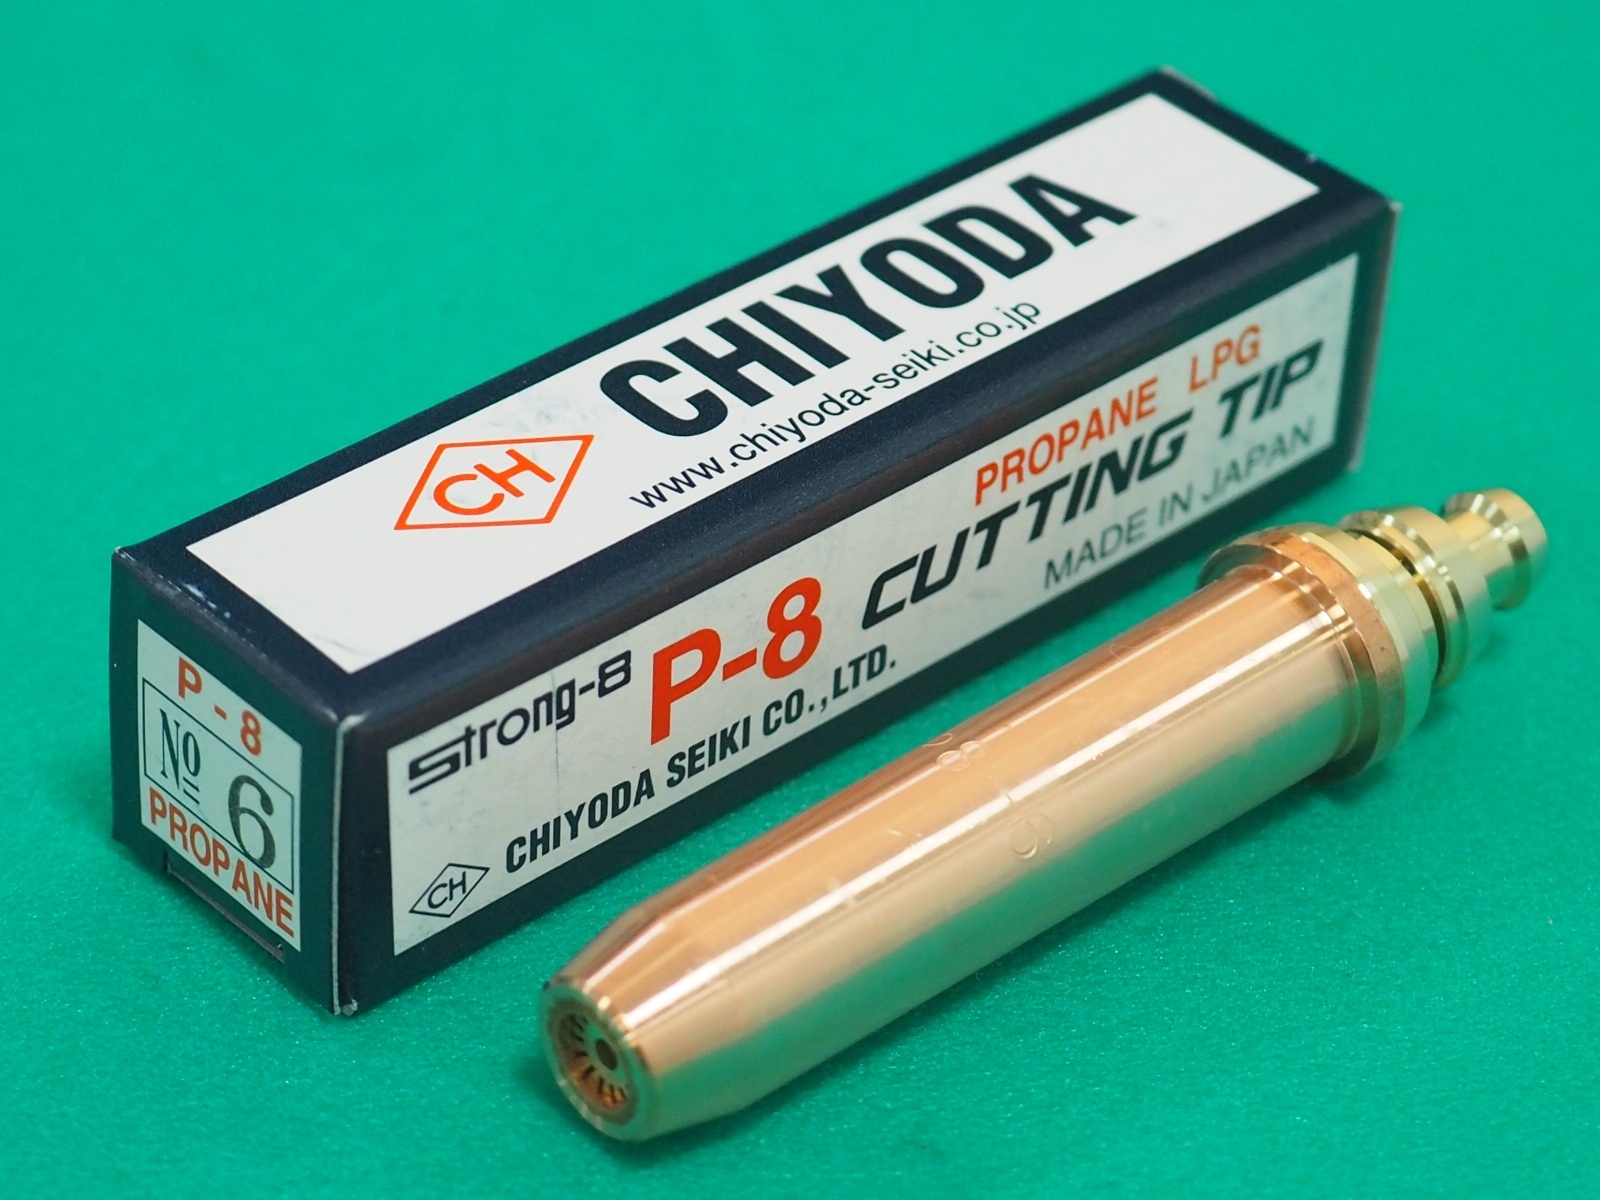 CH
CHIYODA
www.chiyoda-seiki.co.jp
PROPANE LPG
Strong-8 P-8 CUTTING TIP
MADE IN JAPAN
CH CHIYODA SEIKI CO.,LTD.
P-8
No 6
PROPANE